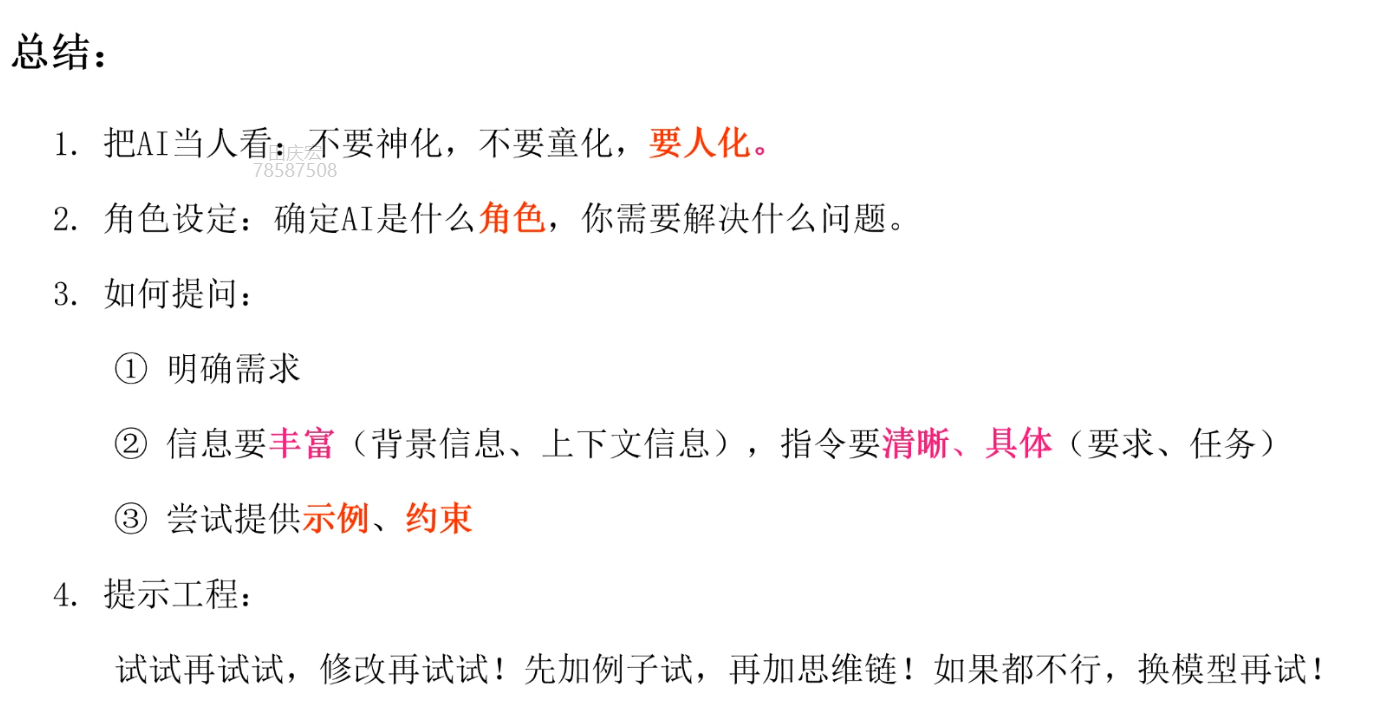 总结：
1. 把AI当人看：不要神化，不要童化，要人化。
田庆宏
78587508
2. 角色设定：确定AI是什么角色，你需要解决什么问题。
3. 如何提问：
① 明确需求
② 信息要丰富（背景信息、上下文信息），指令要清晰、具体（要求、任务）
③ 尝试提供示例、约束
4. 提示工程：
试试再试试，修改再试试！先加例子试，再加思维链！如果都不行，换模型再试！